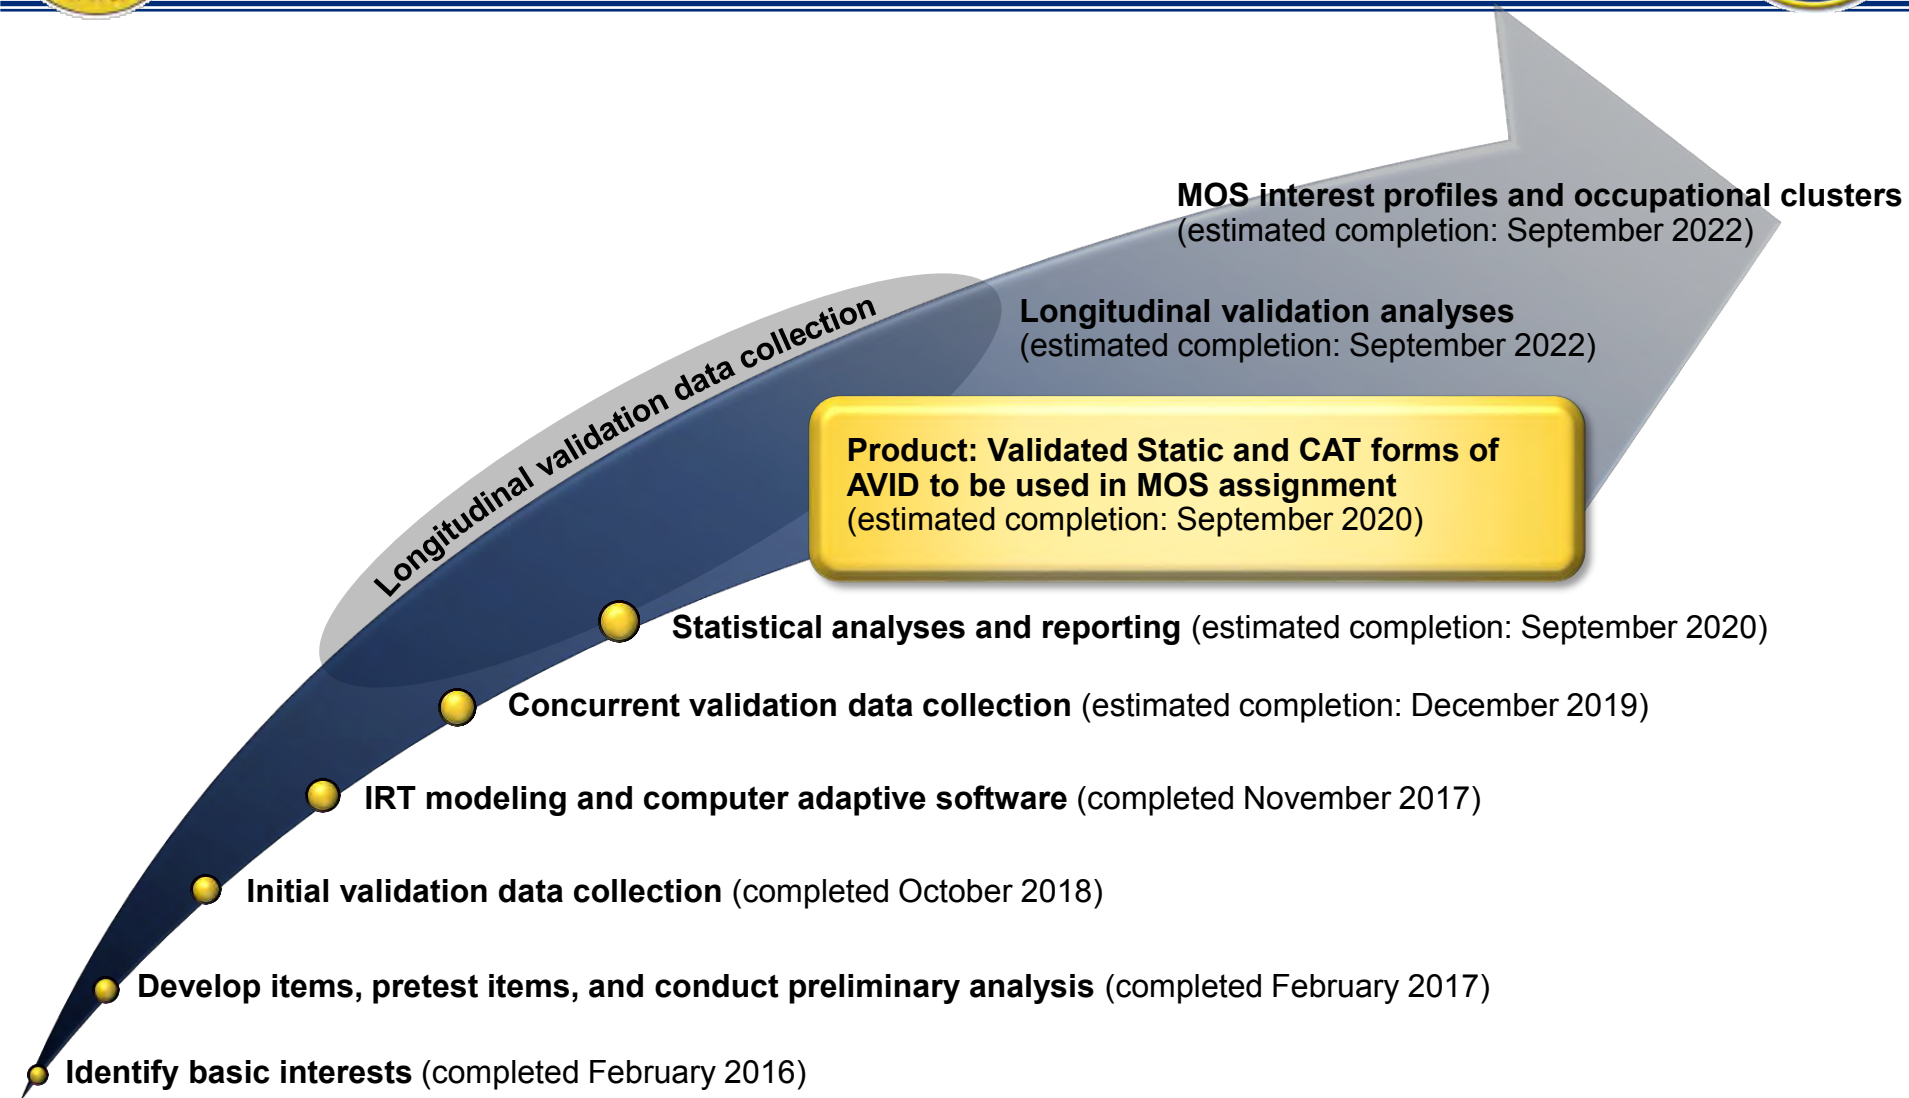 MOS interest profiles and occupational clusters
(estimated completion: September 2022)
Longitudinal validation analyses
(estimated completion: September 2022)
Longitudinal validation data collection
Product: Validated Static and CAT forms of
AVID to be used in MOS assignment
(estimated completion: September 2020)
Statistical analyses and reporting (estimated completion: September 2020)
Concurrent validation data collection (estimated completion: December 2019)
IRT modeling and computer adaptive software (completed November 2017)
Initial validation data collection (completed October 2018)
Develop items, pretest items, and conduct preliminary analysis (completed February 2017)
Identify basic interests (completed February 2016)